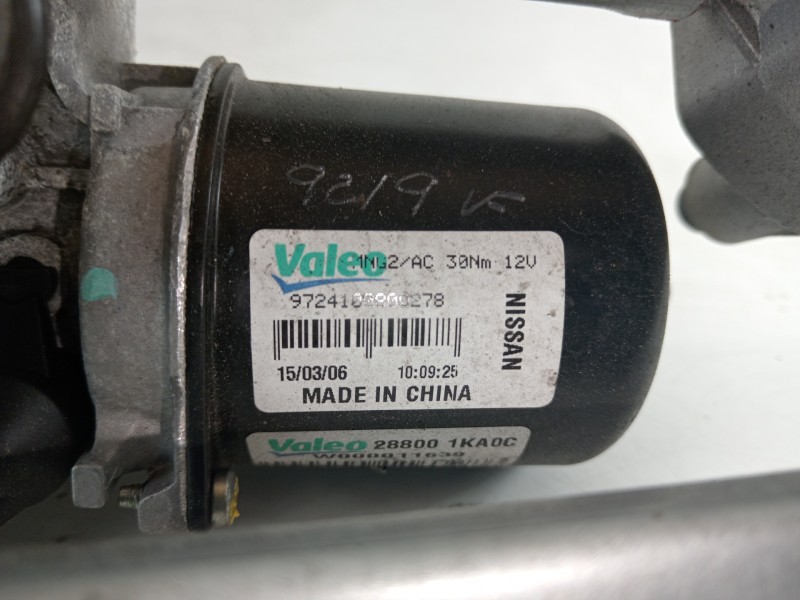 9219
Valeo MNG2/AC 30Nm 12V
NISSAN
15/03/06 10:09:25
MADE IN CHINA
Valeo 28800 1KA0C
W000011639